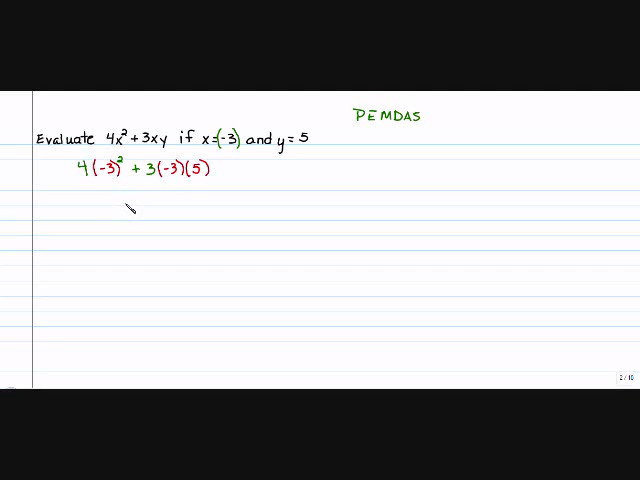 PEMDAS
Evaluate 4x² + 3xy if x=(-3) and y = 5
4(-3)² + 3(-3)(5)
2 / 10